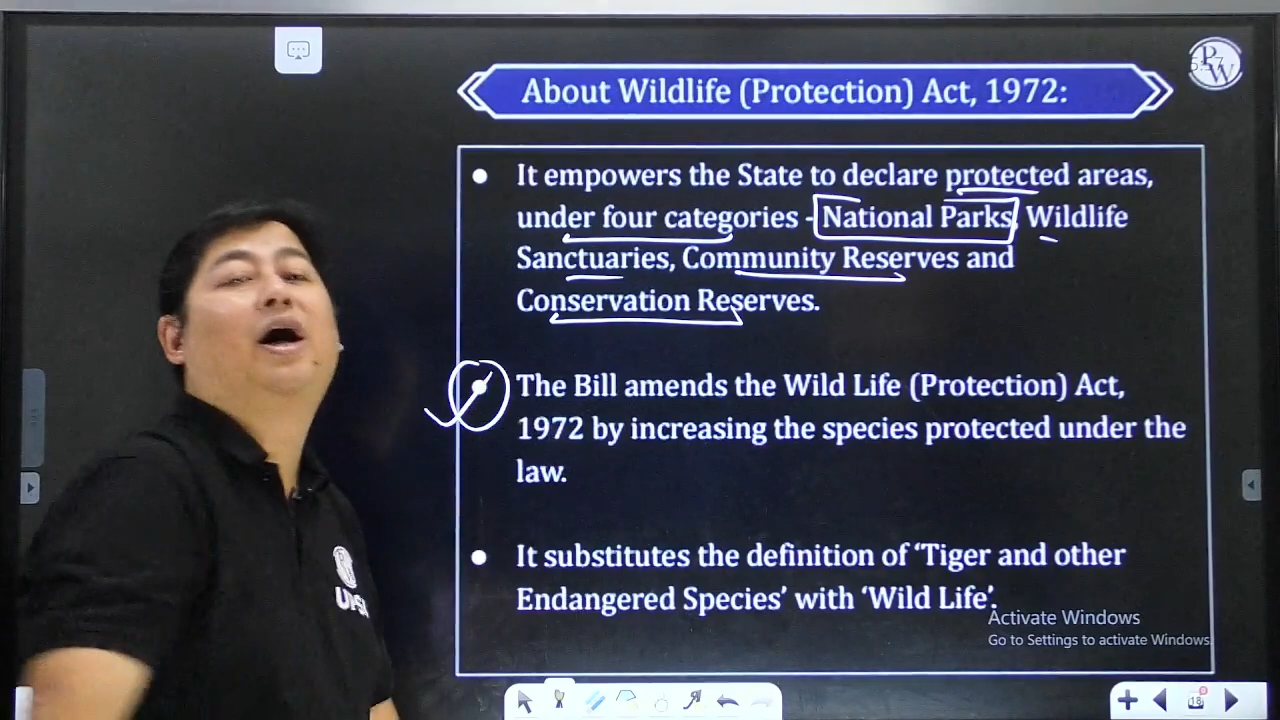 About Wildlife (Protection) Act, 1972:
PW
It empowers the State to declare protected areas,
under four categories - National Parks, Wildlife
Sanctuaries, Community Reserves and
Conservation Reserves.
The Bill amends the Wild Life (Protection) Act,
1972 by increasing the species protected under the
law.
It substitutes the definition of ‘Tiger and other
Endangered Species’ with ‘Wild Life’.
Activate Windows
Go to Settings to activate Windows.
18